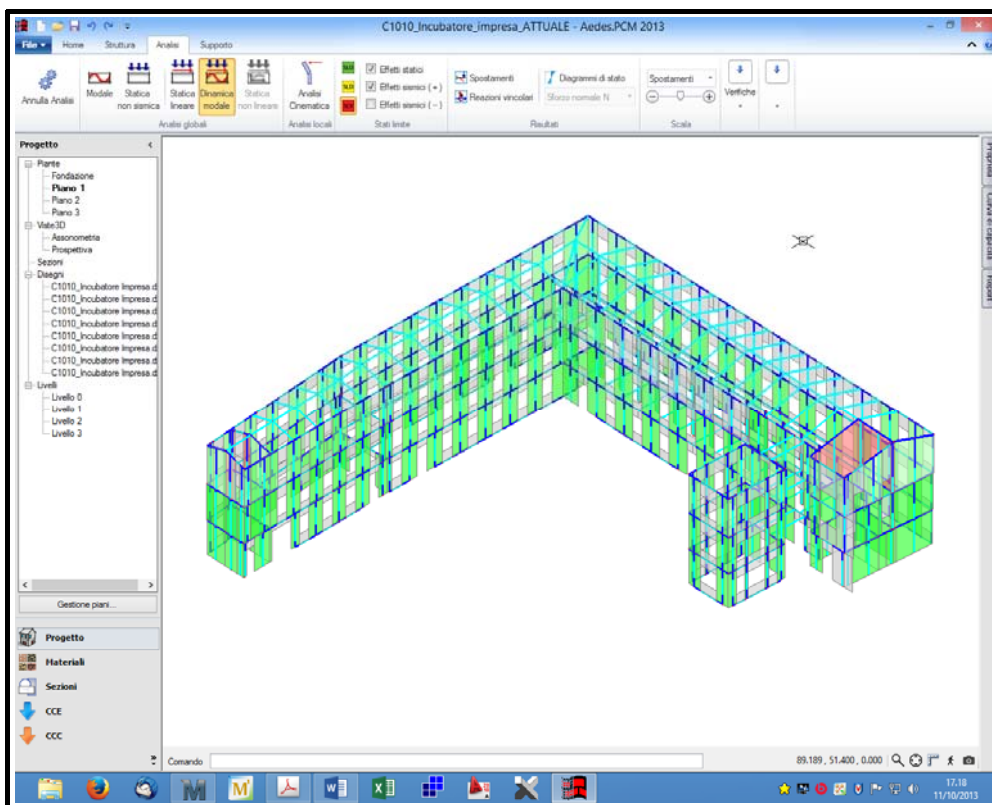 C1010_Incubatore_impresa_ATTUALE - Aedes.PCM 2013
File Home Struttura Analisi Supporto
Annulla Analisi
Modale
Statica non sismica
Statica lineare
Dinamica modale
Statica non lineare
Analisi globali
Analisi Cinematica
Analisi locali
Effetti statici
Effetti sismici (+)
Effetti sismici (-)
Stati limite
Spostamenti
Reazioni vincolari
Diagrammi di stato
Sforzo normale N
Risultati
Spostamenti
Scala
Verifiche
Progetto
Piante
Fondazione
Piano 1
Piano 2
Piano 3
Viste3D
Assonometria
Prospettiva
Sezioni
Disegni
C1010_Incubatore Impresa.d
C1010_Incubatore Impresa.d
C1010_Incubatore Impresa.d
C1010_Incubatore Impresa.d
C1010_Incubatore Impresa.d
C1010_Incubatore Impresa.d
C1010_Incubatore Impresa.d
C1010_Incubatore Impresa.d
Livelli
Livello 0
Livello 1
Livello 2
Livello 3
Gestione piani...
Progetto
Materiali
Sezioni
CCE
CCC
Proprietà
Curva di capacità
Report
Comando
89.189 , 51.400 , 0.000
17.18
11/10/2013